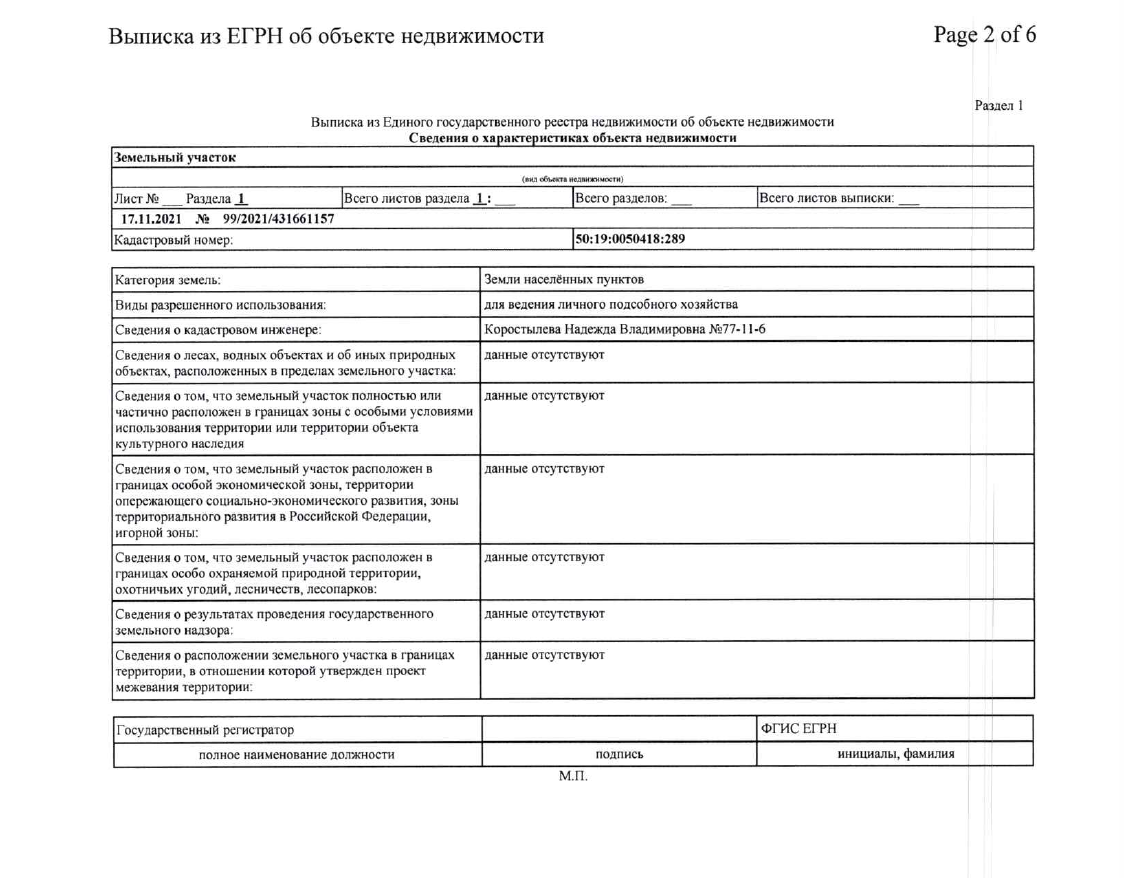 Выписка из ЕГРН об объекте недвижимости
Page 2 of 6
Раздел 1
Выписка из Единого государственного реестра недвижимости об объекте недвижимости
Сведения о характеристиках объекта недвижимости
Земельный участок
(вид объекта недвижимости)
Лист № ___ Раздела 1
Всего листов раздела 1 : ___
Всего разделов: ___
Всего листов выписки: ___
17.11.2021 № 99/2021/431661157
Кадастровый номер:
50:19:0050418:289
Категория земель:
Земли населённых пунктов
Виды разрешенного использования:
для ведения личного подсобного хозяйства
Сведения о кадастровом инженере:
Коростылева Надежда Владимировна №77-11-6
Сведения о лесах, водных объектах и об иных природных
объектах, расположенных в пределах земельного участка:
данные отсутствуют
Сведения о том, что земельный участок полностью или
частично расположен в границах зоны с особыми условиями
использования территории или территории объекта
культурного наследия
данные отсутствуют
Сведения о том, что земельный участок расположен в
границах особой экономической зоны, территории
опережающего социально-экономического развития, зоны
территориального развития в Российской Федерации,
игорной зоны:
данные отсутствуют
Сведения о том, что земельный участок расположен в
границах особо охраняемой природной территории,
охотничьих угодий, лесничеств, лесопарков:
данные отсутствуют
Сведения о результатах проведения государственного
земельного надзора:
данные отсутствуют
Сведения о расположении земельного участка в границах
территории, в отношении которой утвержден проект
межевания территории:
данные отсутствуют
Государственный регистратор
ФГИС ЕГРН
полное наименование должности
подпись
инициалы, фамилия
М.П.